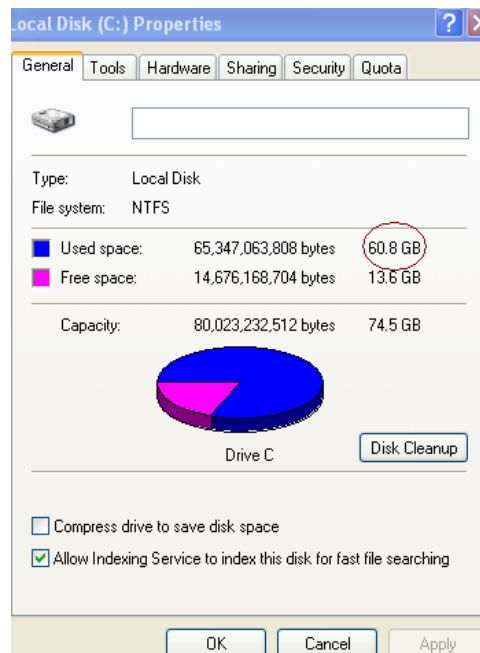 Local Disk (C:) Properties
General Tools Hardware Sharing Security Quota
Type: Local Disk
File system: NTFS
Used space: 65,347,063,808 bytes 60.8 GB
Free space: 14,676,168,704 bytes 13.6 GB
Capacity: 80,023,232,512 bytes 74.5 GB
Drive C
Disk Cleanup
Compress drive to save disk space
Allow Indexing Service to index this disk for fast file searching
OK Cancel Apply